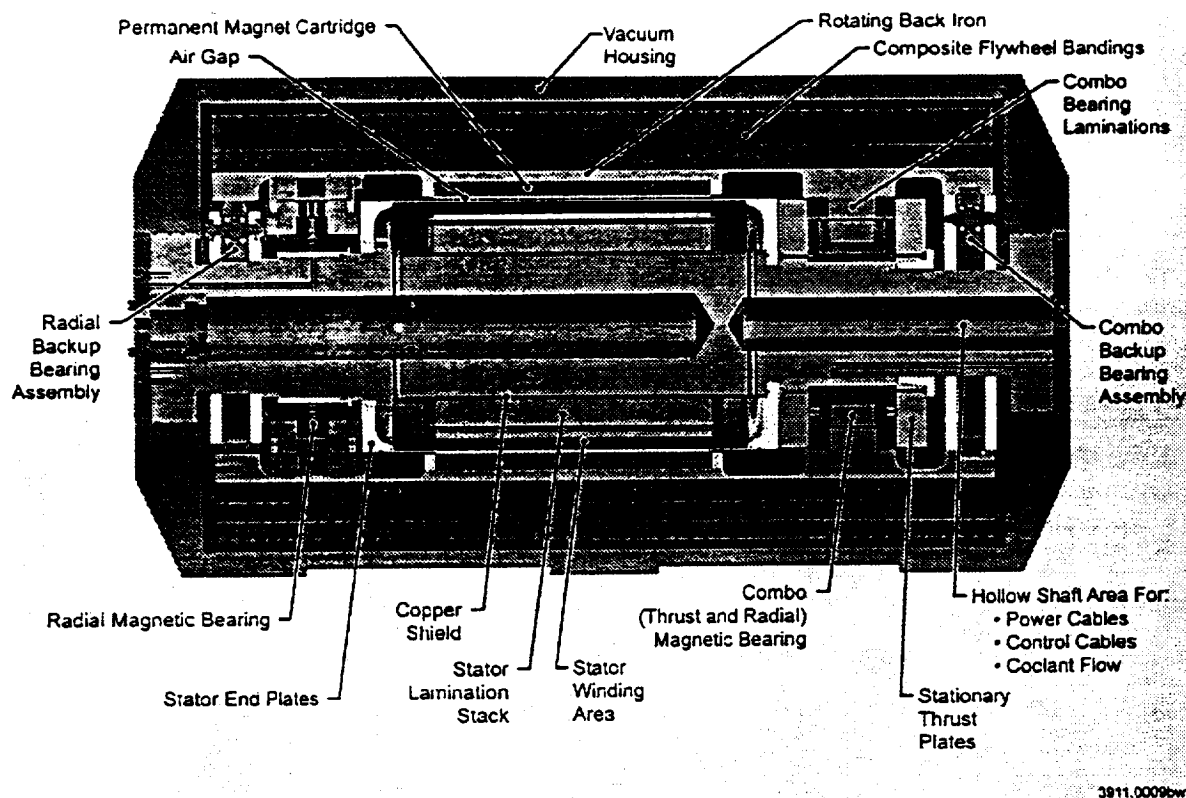 Permanent Magnet Cartridge
Air Gap
Vacuum
Housing
Rotating Back Iron
Composite Flywheel Bandings
Combo
Bearing
Laminations
Radial
Backup
Bearing
Assembly
Combo
Backup
Bearing
Assembly
Radial Magnetic Bearing
Stator End Plates
Copper
Shield
Stator
Lamination
Stack
Stator
Winding
Area
Combo
(Thrust and Radial)
Magnetic Bearing
Hollow Shaft Area For:
• Power Cables
• Control Cables
• Coolant Flow
Stationary
Thrust
Plates
3911.0009bw